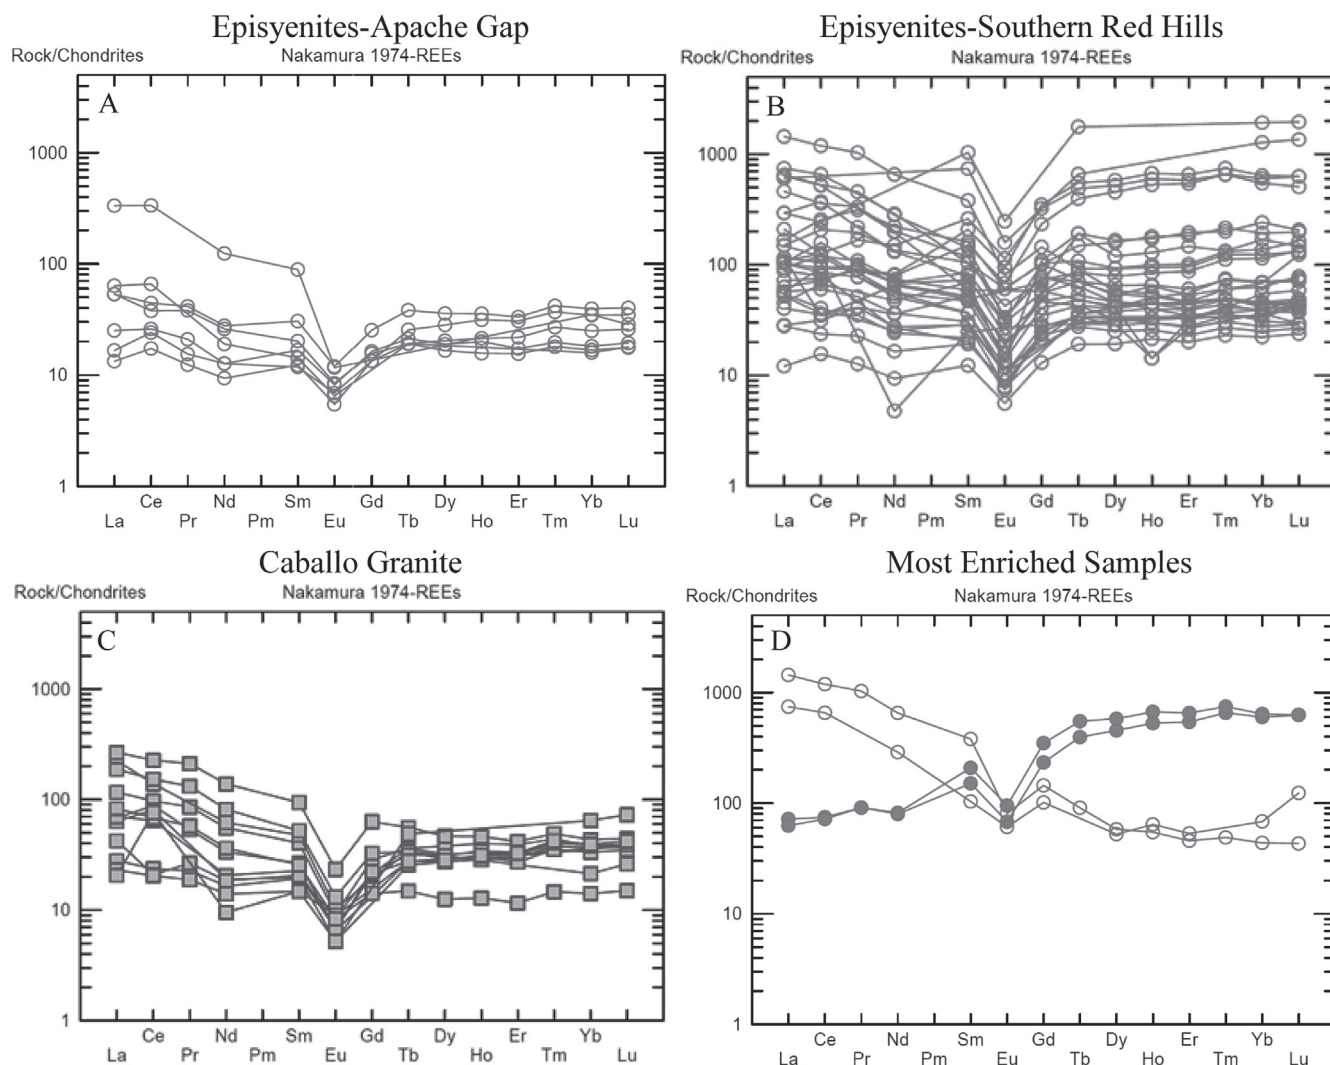 Episyenites-Apache Gap
Rock/Chondrites Nakamura 1974-REEs
A
1000
100
10
1
Ce Nd Sm Gd Dy Er Yb
La Pr Pm Eu Tb Ho Tm Lu
Episyenites-Southern Red Hills
Rock/Chondrites Nakamura 1974-REEs
B
1000
100
10
1
Ce Nd Sm Gd Dy Er Yb
La Pr Pm Eu Tb Ho Tm Lu
Caballo Granite
Rock/Chondrites Nakamura 1974-REEs
C
1000
100
10
1
Ce Nd Sm Gd Dy Er Yb
La Pr Pm Eu Tb Ho Tm Lu
Most Enriched Samples
Rock/Chondrites Nakamura 1974-REEs
D
1000
100
10
1
Ce Nd Sm Gd Dy Er Yb
La Pr Pm Eu Tb Ho Tm Lu